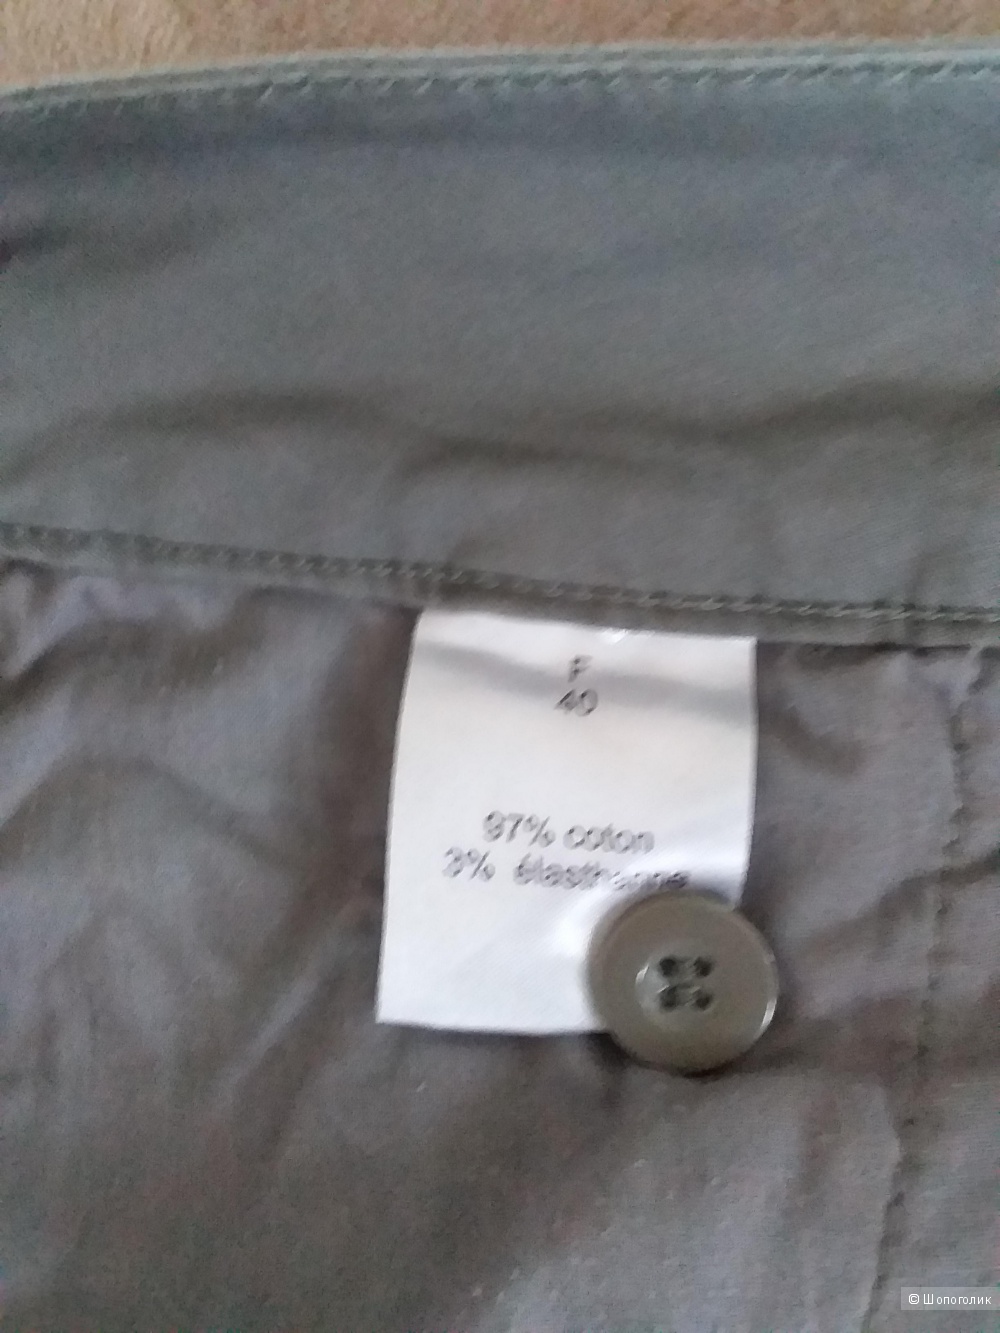 F
40
97% coton
3% élasthanne
© Шопоголик